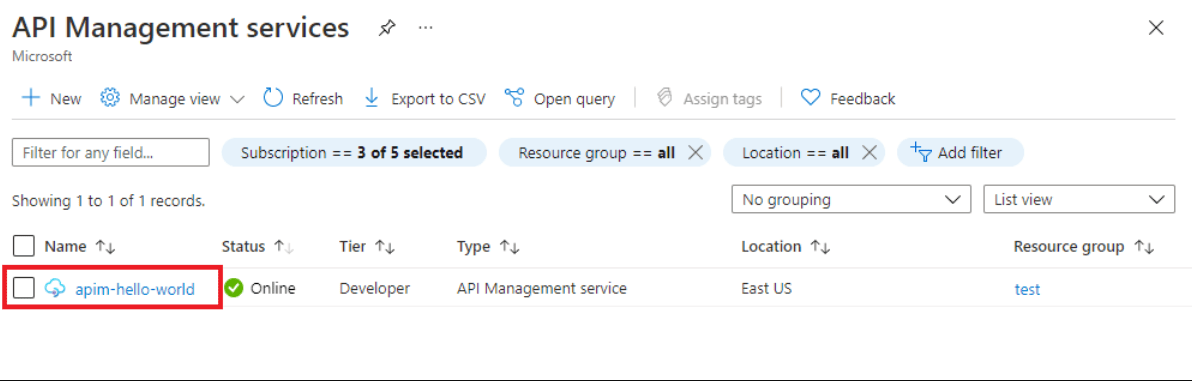 API Management services
Microsoft
New Manage view Refresh Export to CSV Open query Assign tags Feedback
Filter for any field... Subscription == 3 of 5 selected Resource group == all Location == all Add filter
Showing 1 to 1 of 1 records. No grouping List view
Name Status Tier Type Location Resource group
apim-hello-world Online Developer API Management service East US test